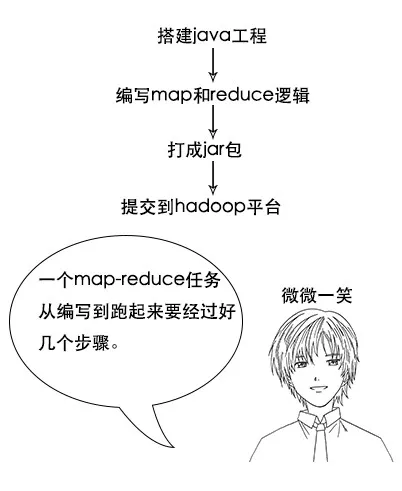 搭建java工程
编写map和reduce逻辑
打成jar包
提交到hadoop平台
一个map-reduce任务
从编写到跑起来要经过好
几个步骤。
微微一笑